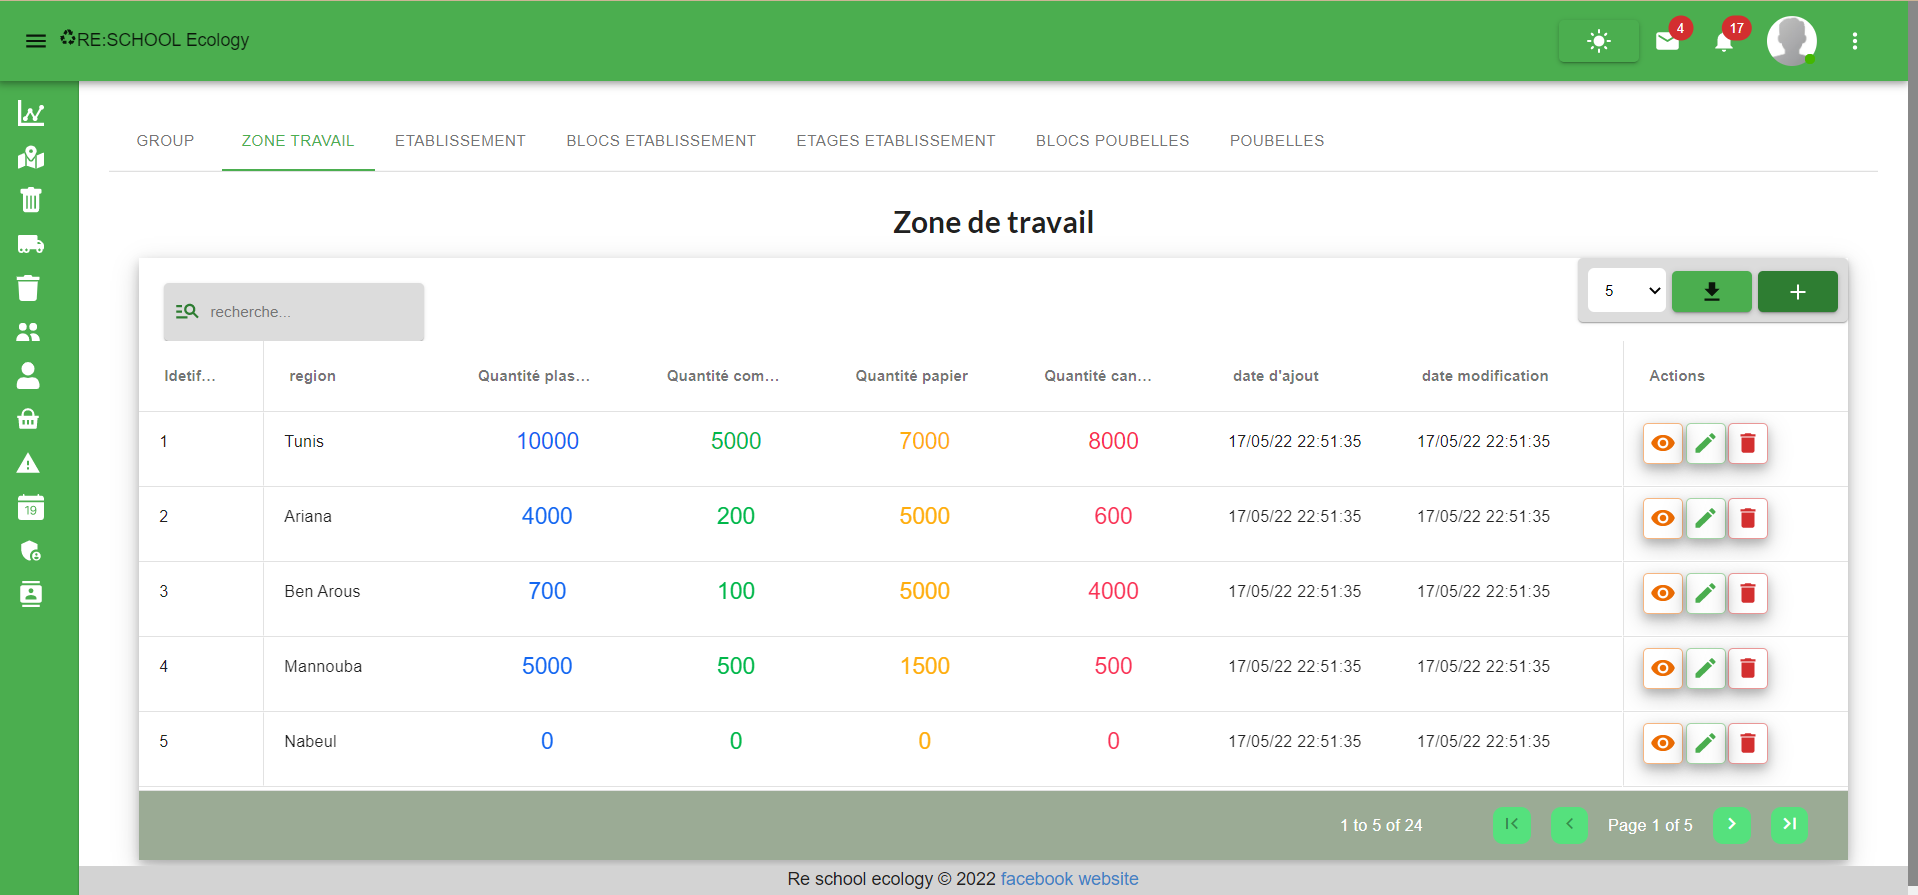 RE:SCHOOL Ecology
4
17
GROUP
ZONE TRAVAIL
ETABLISSEMENT
BLOCS ETABLISSEMENT
ETAGES ETABLISSEMENT
BLOCS POUBELLES
POUBELLES
Zone de travail
recherche...
5
Idetif... region Quantité plas... Quantité com... Quantité papier Quantité can... date d'ajout date modification Actions
1 Tunis 10000 5000 7000 8000 17/05/22 22:51:35 17/05/22 22:51:35
2 Ariana 4000 200 5000 600 17/05/22 22:51:35 17/05/22 22:51:35
3 Ben Arous 700 100 5000 4000 17/05/22 22:51:35 17/05/22 22:51:35
4 Mannouba 5000 500 1500 500 17/05/22 22:51:35 17/05/22 22:51:35
5 Nabeul 0 0 0 0 17/05/22 22:51:35 17/05/22 22:51:35
19
1 to 5 of 24
Page 1 of 5
Re school ecology © 2022 facebook website